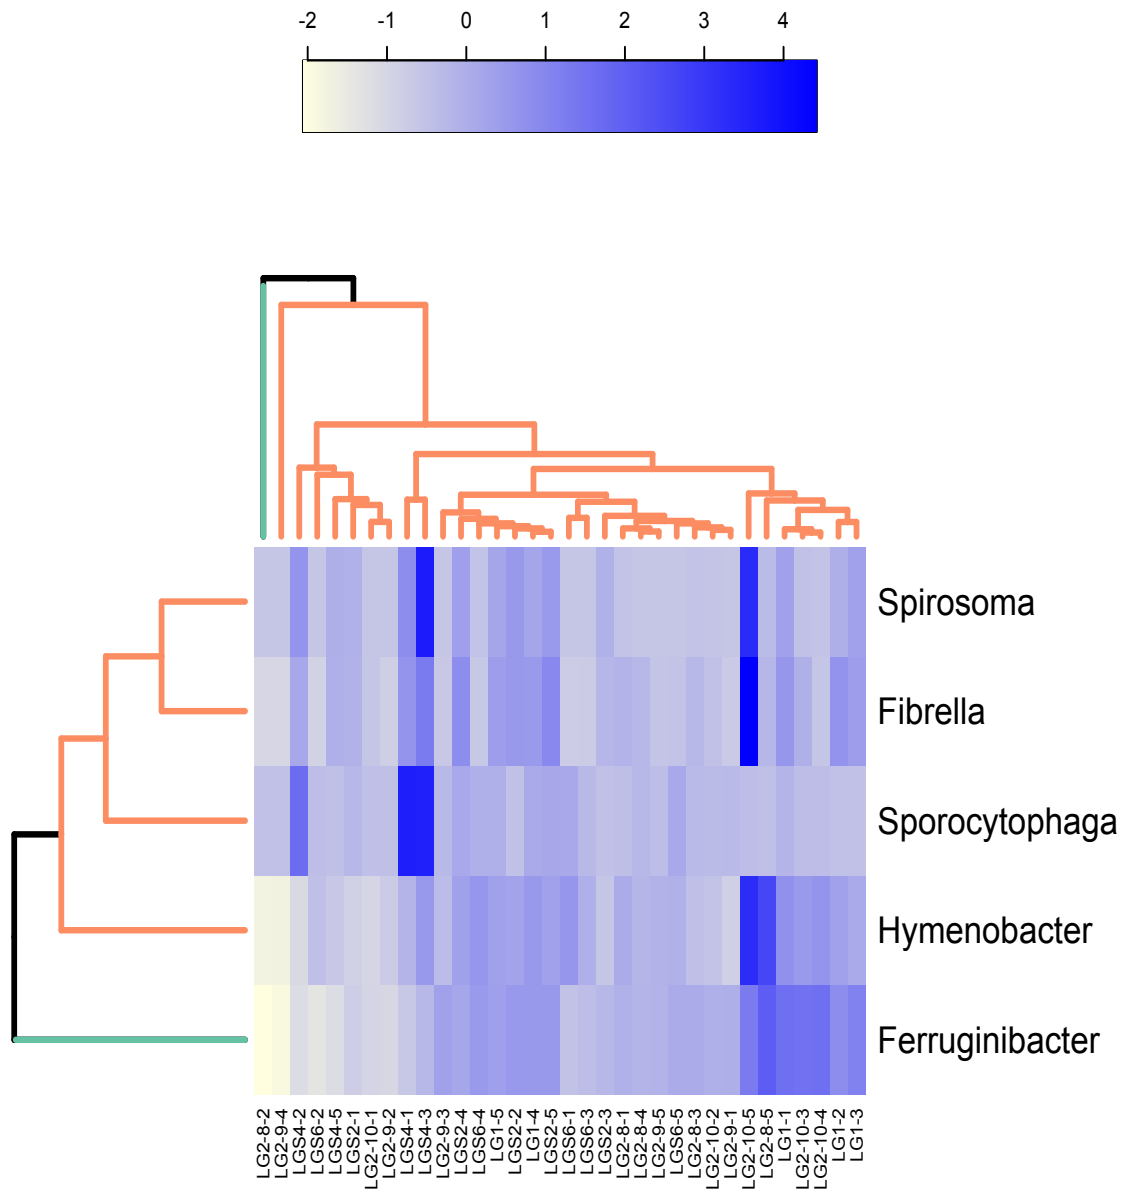 -2 -1 0 1 2 3 4
Spirosoma
Fibrella
Sporocytophaga
Hymenobacter
Ferruginibacter
LG2-8-2
LG2-9-4
LGS4-2
LGS6-2
LGS4-5
LGS2-1
LG2-10-1
LG2-9-2
LGS4-1
LGS4-3
LG2-9-3
LGS2-4
LGS6-4
LG1-5
LGS2-2
LG1-4
LGS2-5
LGS6-1
LGS6-3
LGS2-3
LG2-8-1
LG2-8-4
LG2-9-5
LGS6-5
LG2-8-3
LG2-10-2
LG2-9-1
LG2-10-5
LG2-8-5
LG1-1
LG2-10-3
LG2-10-4
LG1-2
LG1-3